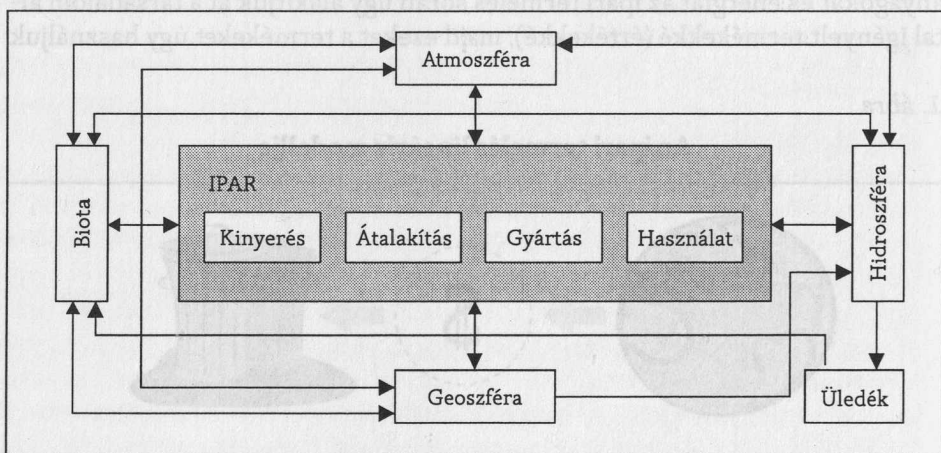 Atmoszféra
Biota
IPAR
Kinyerés
Átalakítás
Gyártás
Használat
Hidroszféra
Geoszféra
Üledék